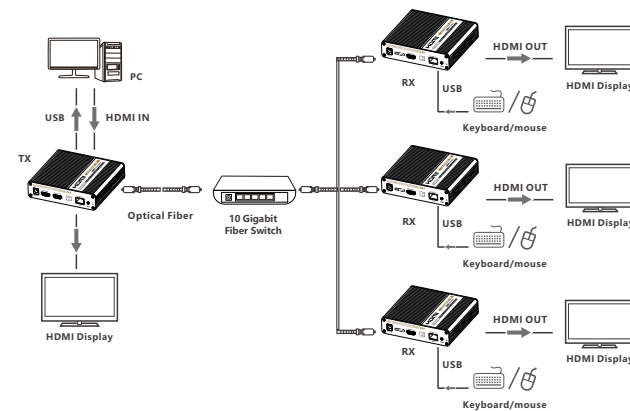 PC
USB
HDMI IN
TX
Optical Fiber
10 Gigabit
Fiber Switch
HDMI Display
HDMI OUT
RX
USB
HDMI Display
Keyboard/mouse
HDMI OUT
RX
USB
HDMI Display
Keyboard/mouse
HDMI OUT
RX
USB
HDMI Display
Keyboard/mouse